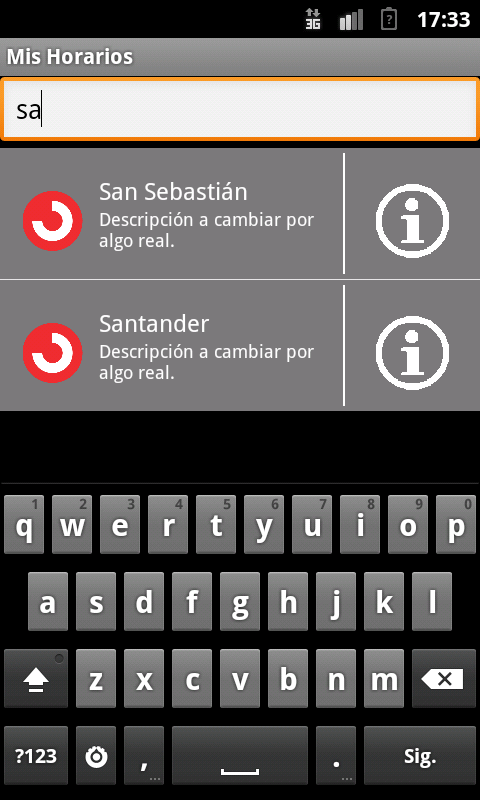 3G ? 17:33
Mis Horarios
sa
San Sebastián
Descripción a cambiar por
algo real.
Santander
Descripción a cambiar por
algo real.
1 2 3 4 5 6 7 8 9 0
q w e r t y u i o p
a s d f g h j k l
z x c v b n m
?123 , . Sig.